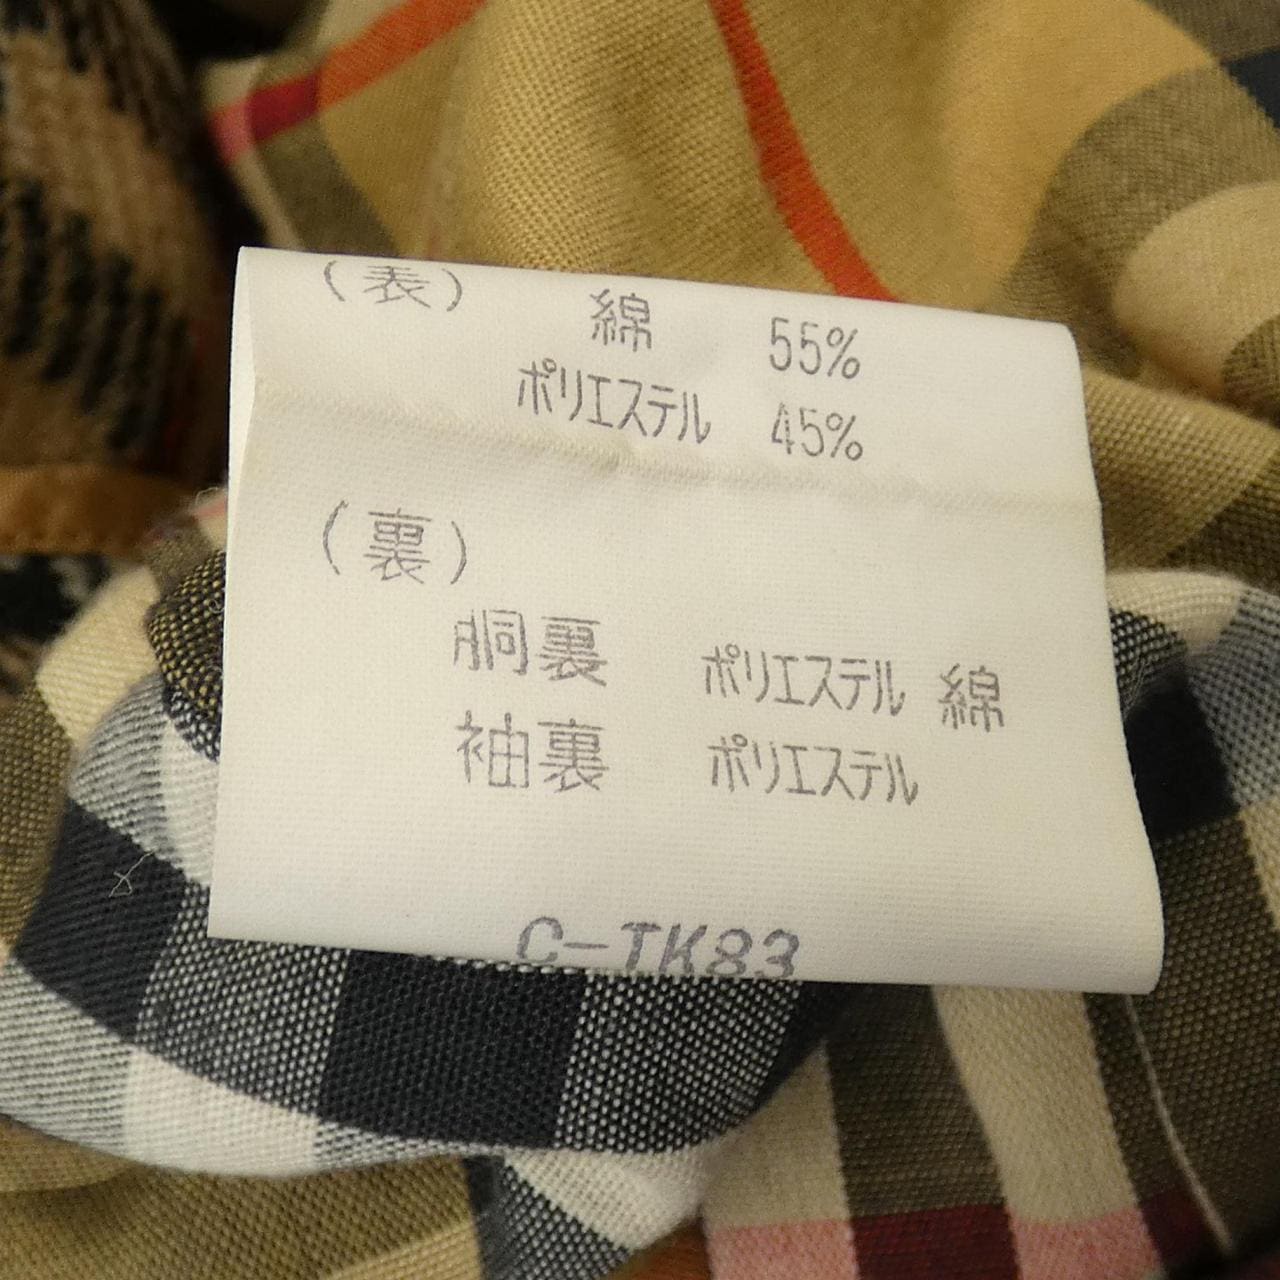 (表)
綿 55%
ポリエステル 45%
(裏)
胴裏 ポリエステル 綿
袖裏 ポリエステル
C-TK83